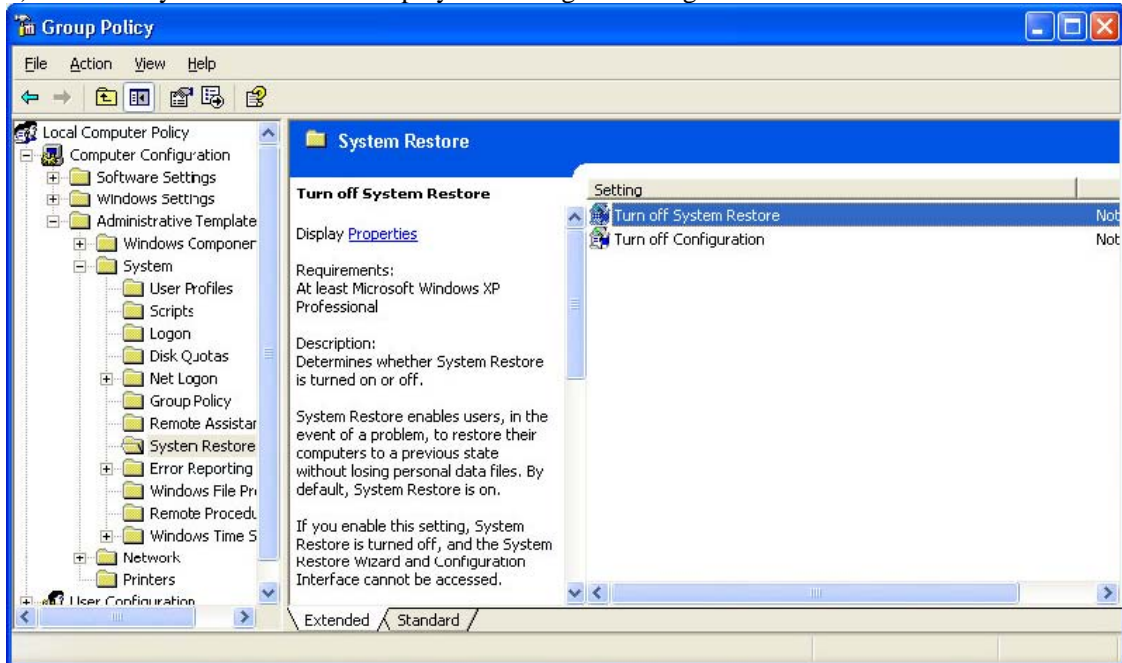 Group Policy
File Action View Help
Local Computer Policy
Computer Configuration
Software Settings
Windows Settings
Administrative Template
Windows Componer
System
User Profiles
Scripts
Logon
Disk Quotas
Net Logon
Group Policy
Remote Assistar
System Restore
Error Reporting
Windows File Pr
Remote Procedu
Windows Time S
Network
Printers
User Configuration
System Restore
Turn off System Restore
Display Properties
Requirements:
At least Microsoft Windows XP
Professional
Description:
Determines whether System Restore
is turned on or off.
System Restore enables users, in the
event of a problem, to restore their
computers to a previous state
without losing personal data files. By
default, System Restore is on.
If you enable this setting, System
Restore is turned off, and the System
Restore Wizard and Configuration
Interface cannot be accessed.
Setting
Turn off System Restore Not
Turn off Configuration Not
Extended Standard